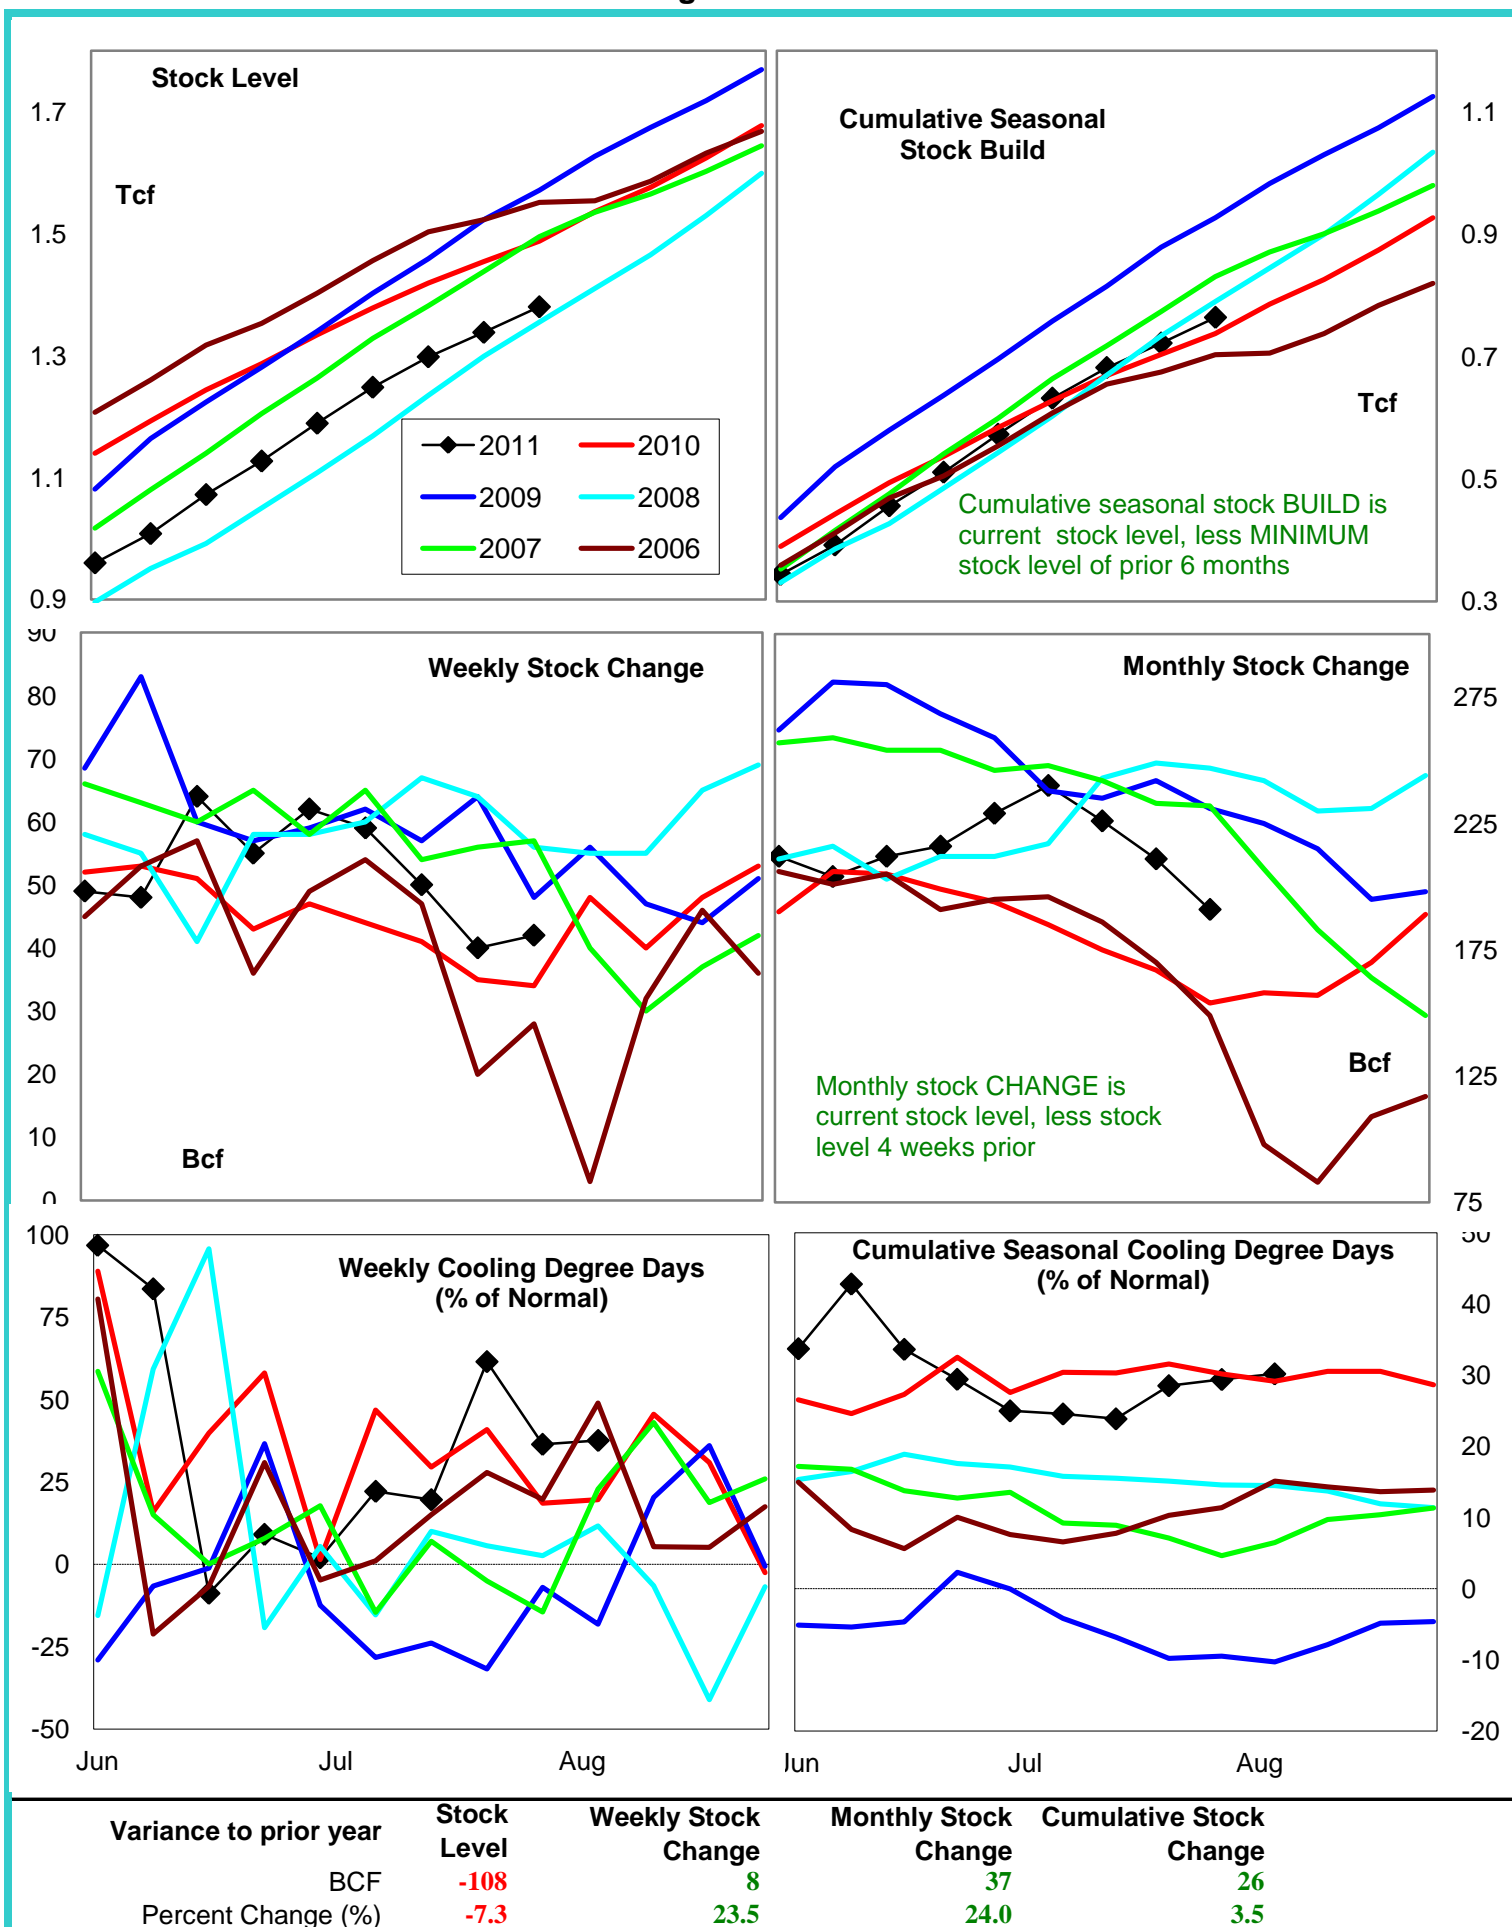 Stock Level
1.7
Tcf
1.5
1.3
1.1
0.9
2011
2010
2009
2008
2007
2006
Cumulative Seasonal
Stock Build
1.1
0.9
0.7
Tcf
0.5
0.3
Cumulative seasonal stock BUILD is
current stock level, less MINIMUM
stock level of prior 6 months
90
Weekly Stock Change
80
70
60
50
40
30
20
10
Bcf
0
Monthly Stock Change
275
225
175
Bcf
125
75
Monthly stock CHANGE is
current stock level, less stock
level 4 weeks prior
100
Weekly Cooling Degree Days
(% of Normal)
75
50
25
0
-25
-50
Jun
Jul
Aug
50
Cumulative Seasonal Cooling Degree Days
(% of Normal)
40
30
20
10
0
-10
-20
Jun
Jul
Aug
Variance to prior year
Stock
Level
Weekly Stock
Change
Monthly Stock
Change
Cumulative Stock
Change
BCF
-108
8
37
26
Percent Change (%)
-7.3
23.5
24.0
3.5